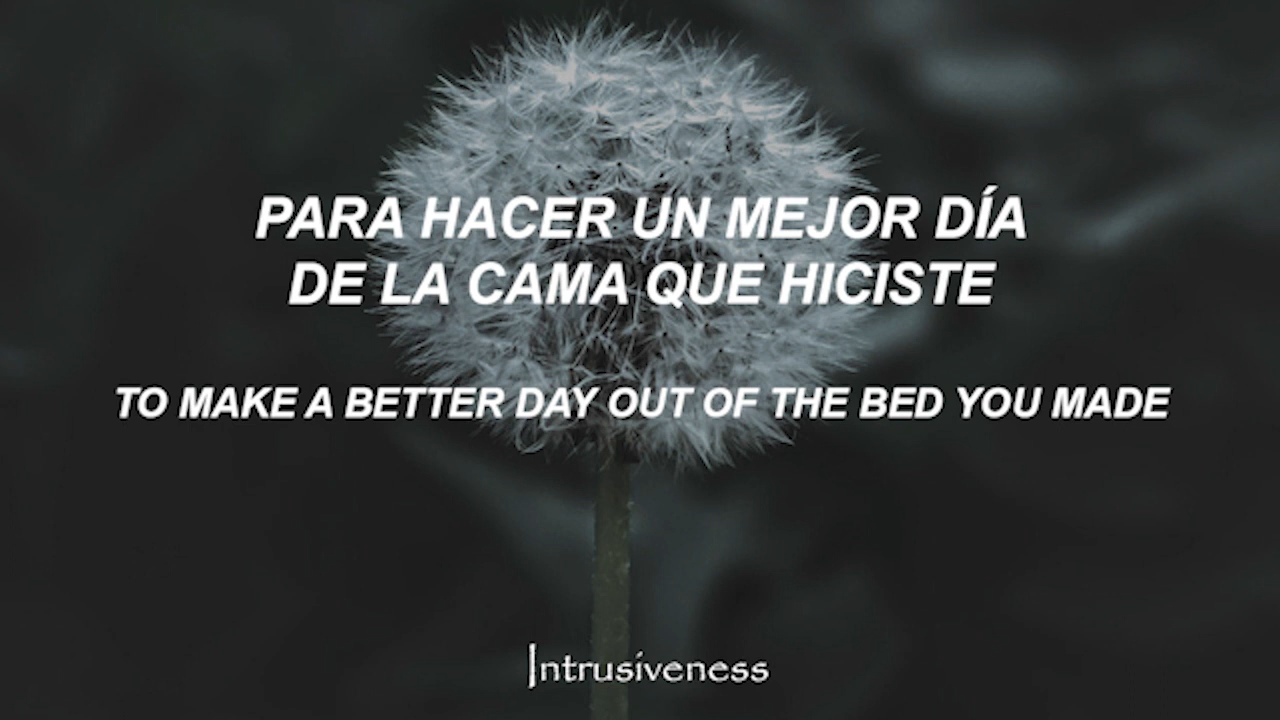 PARA HACER UN MEJOR DÍA
DE LA CAMA QUE HICISTE
TO MAKE A BETTER DAY OUT OF THE BED YOU MADE
Intrusiveness